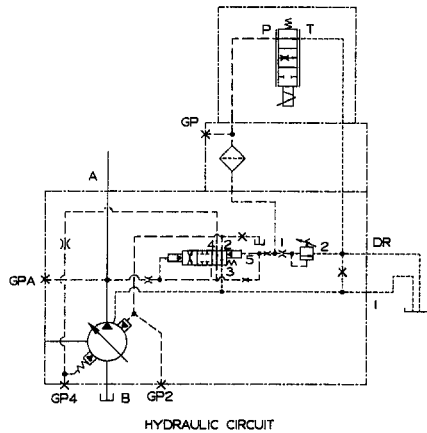 P T
GP
A
4 2 1 2
DR
5
3
GPA
1
B
GP4 GP2
HYDRAULIC CIRCUIT